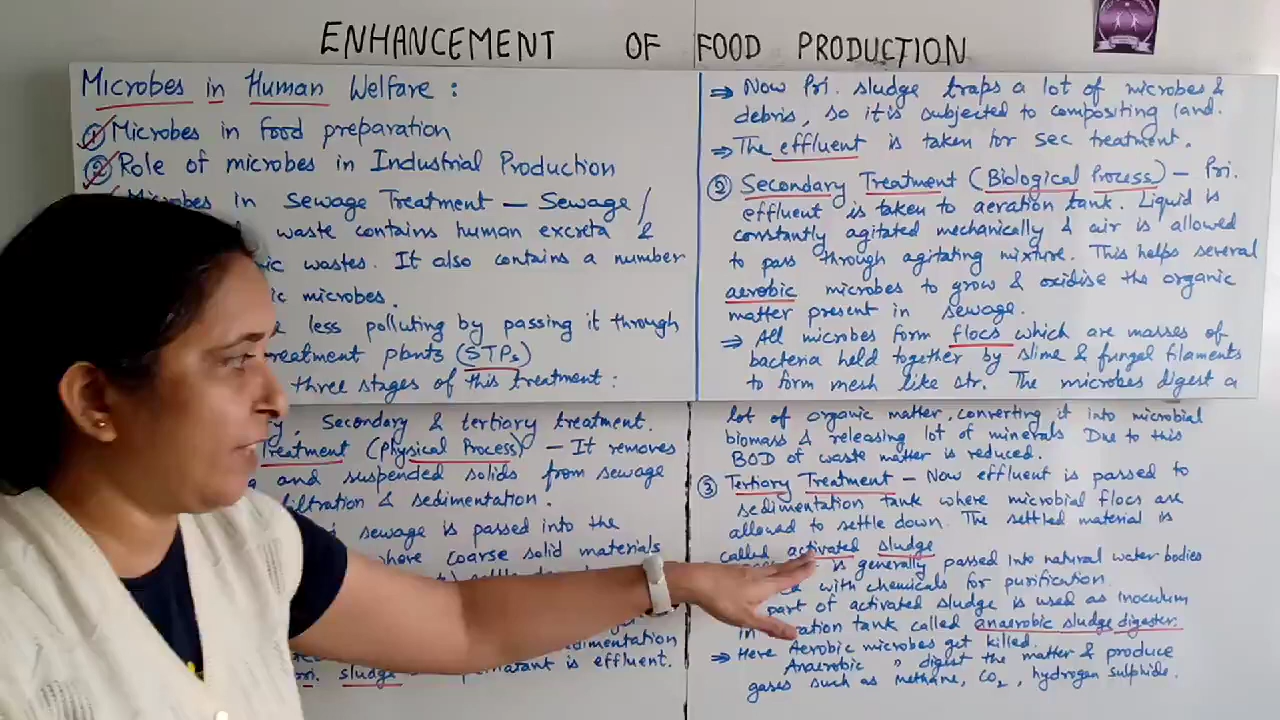 ENHANCEMENT OF FOOD PRODUCTION
Microbes in Human Welfare :
① Microbes in food preparation
② Role of microbes in Industrial Production
Microbes in Sewage Treatment – Sewage/
waste contains human excreta &
wastes. It also contains a number
microbes.
less polluting by passing it through
treatment plants (STPs)
three stages of this treatment :
Secondary & tertiary treatment.
Treatment (Physical Process) – It removes
and suspended solids from sewage
filtration & sedimentation.
sewage is passed into the
where coarse solid materials
sedimentation
sludge is effluent.
⇒ Now Pri. sludge traps a lot of microbes &
debris, so it is subjected to compositing land.
⇒ The effluent is taken for sec treatment.
② Secondary Treatment (Biological Process) – Pri.
effluent is taken to aeration tank. Liquid is
constantly agitated mechanically & air is allowed
to pass through agitating mixture. This helps several
aerobic microbes to grow & oxidise the organic
matter present in sewage.
⇒ All microbes form flocs which are masses of
bacteria held together by slime & fungal filaments
to form mesh like str. The microbes digest a
lot of organic matter, converting it into microbial
biomass & releasing lot of minerals Due to this
BOD of waste matter is reduced.
③ Tertiary Treatment – Now effluent is passed to
sedimentation tank where microbial flocs are
allowed to settle down. The settled material is
called activated sludge
is generally passed into natural water bodies
with chemicals for purification.
part of activated sludge is used as inoculum
in tank called anaerobic sludge digester.
⇒ Here Aerobic microbes get killed.
Anaerobic " digest the matter & produce
gases such as methane, CO₂, hydrogen sulphide.